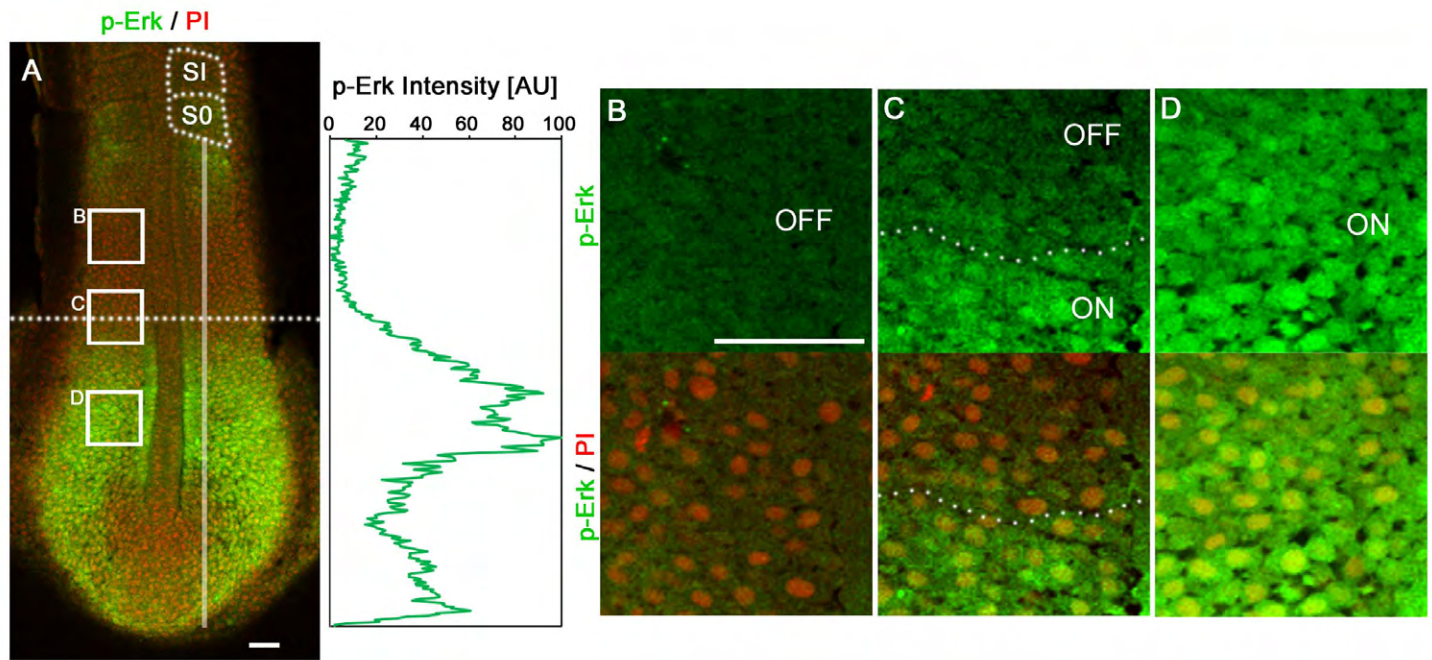 p-Erk / PI
A
SI
S0
B
C
D
p-Erk Intensity [AU]
0 20 40 60 80 100
p-Erk
p-Erk / PI
B
OFF
C
OFF
ON
D
ON